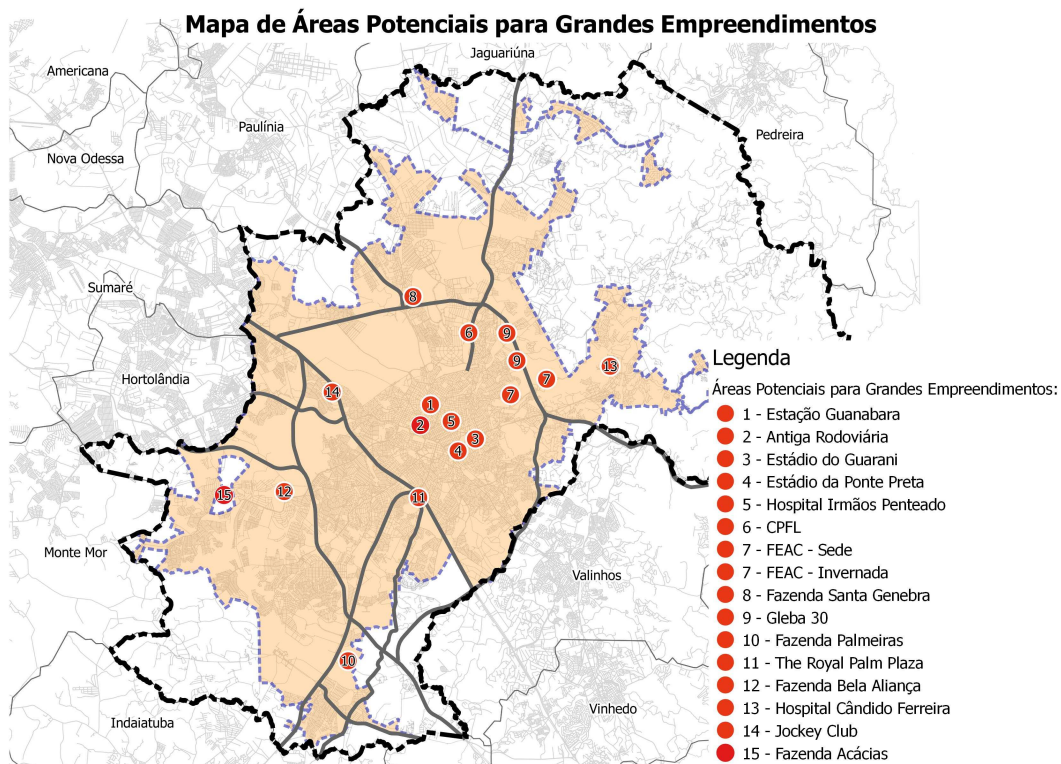 Mapa de Áreas Potenciais para Grandes Empreendimentos
Jaguariúna
Americana
Paulínia
Pedreira
Nova Odessa
Sumaré
8
6
9
9
13
7
Hortolândia
14
7
1
5
2
3
4
15
12
11
Monte Mor
Valinhos
10
Indaiatuba
Vinhedo
Legenda
Áreas Potenciais para Grandes Empreendimentos:
1 - Estação Guanabara
2 - Antiga Rodoviária
3 - Estádio do Guarani
4 - Estádio da Ponte Preta
5 - Hospital Irmãos Penteado
6 - CPFL
7 - FEAC - Sede
7 - FEAC - Invernada
8 - Fazenda Santa Genebra
9 - Gleba 30
10 - Fazenda Palmeiras
11 - The Royal Palm Plaza
12 - Fazenda Bela Aliança
13 - Hospital Cândido Ferreira
14 - Jockey Club
15 - Fazenda Acácias